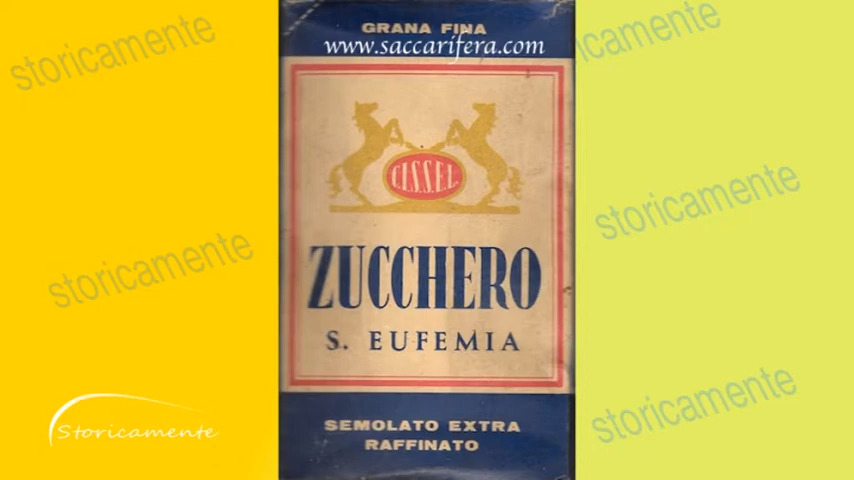 storicamente
storicamente
storicamente
storicamente
storicamente
GRANA FINA
www.saccarifera.com
C.I.S.S.E.L.
ZUCCHERO
S. EUFEMIA
SEMOLATO EXTRA
RAFFINATO
Storicamente